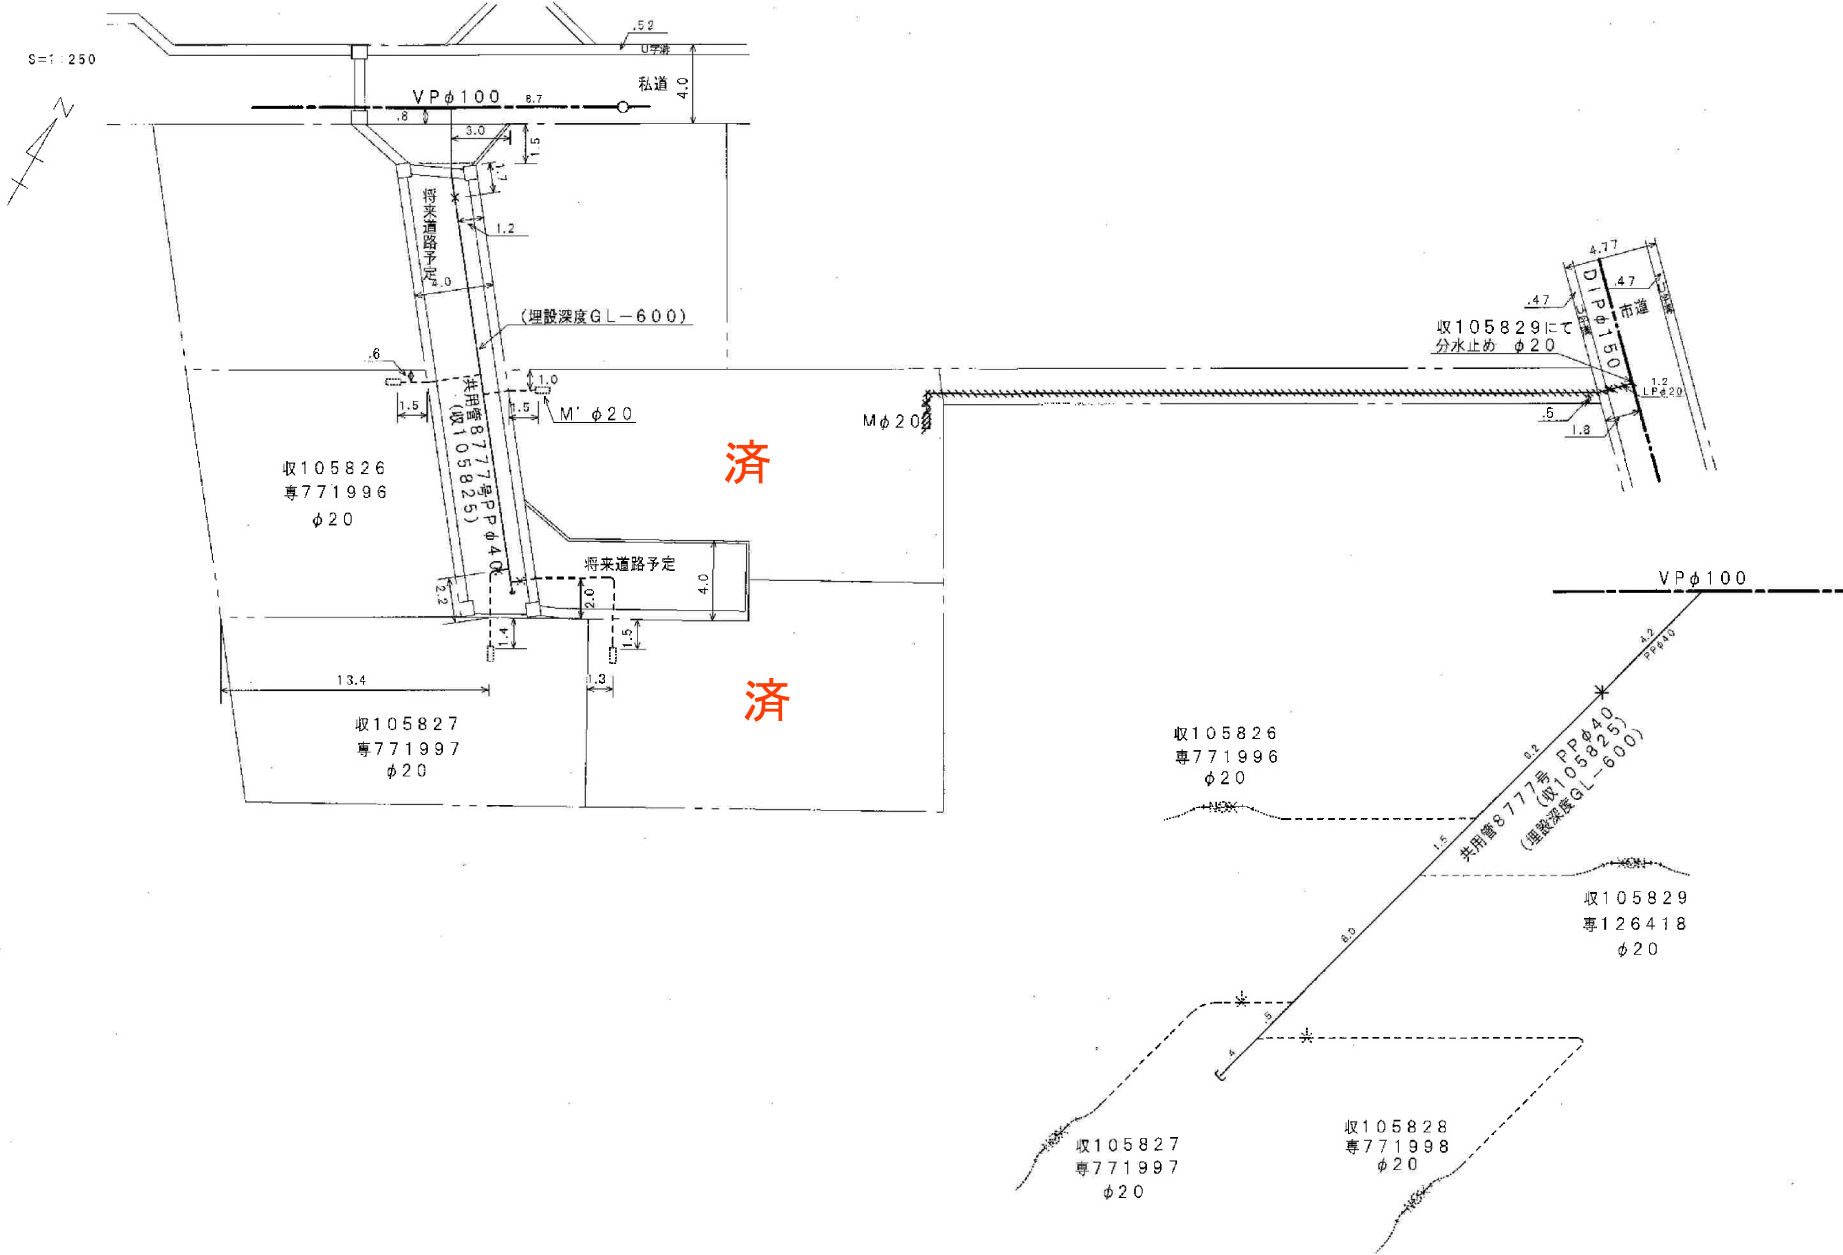 S=1:250
N
.52
U字溝
私道
4.0
VPφ100
8.7
.8
3.0
1.5
1.7
将来道路予定
1.2
4.0
(埋設深度GL-600)
.6
1.0
1.5
1.5
M'φ20
共用管8777号PPφ40
(収105825)
収105826
専771996
φ20
済
将来道路予定
4.0
2.2
2.0
1.4
1.5
13.4
1.3
済
収105827
専771997
φ20
Mφ20
4.77
.47
.47
市道
DIPφ150
収105829にて
分水止め φ20
1.2
LPφ20
.5
1.8
VPφ100
4.2
PPφ40
共用管8777号 PPφ40
(収105825)
(埋設深度GL-600)
収105826
専771996
φ20
1.5
収105829
専126418
φ20
.5
.4
収105827
専771997
φ20
収105828
専771998
φ20